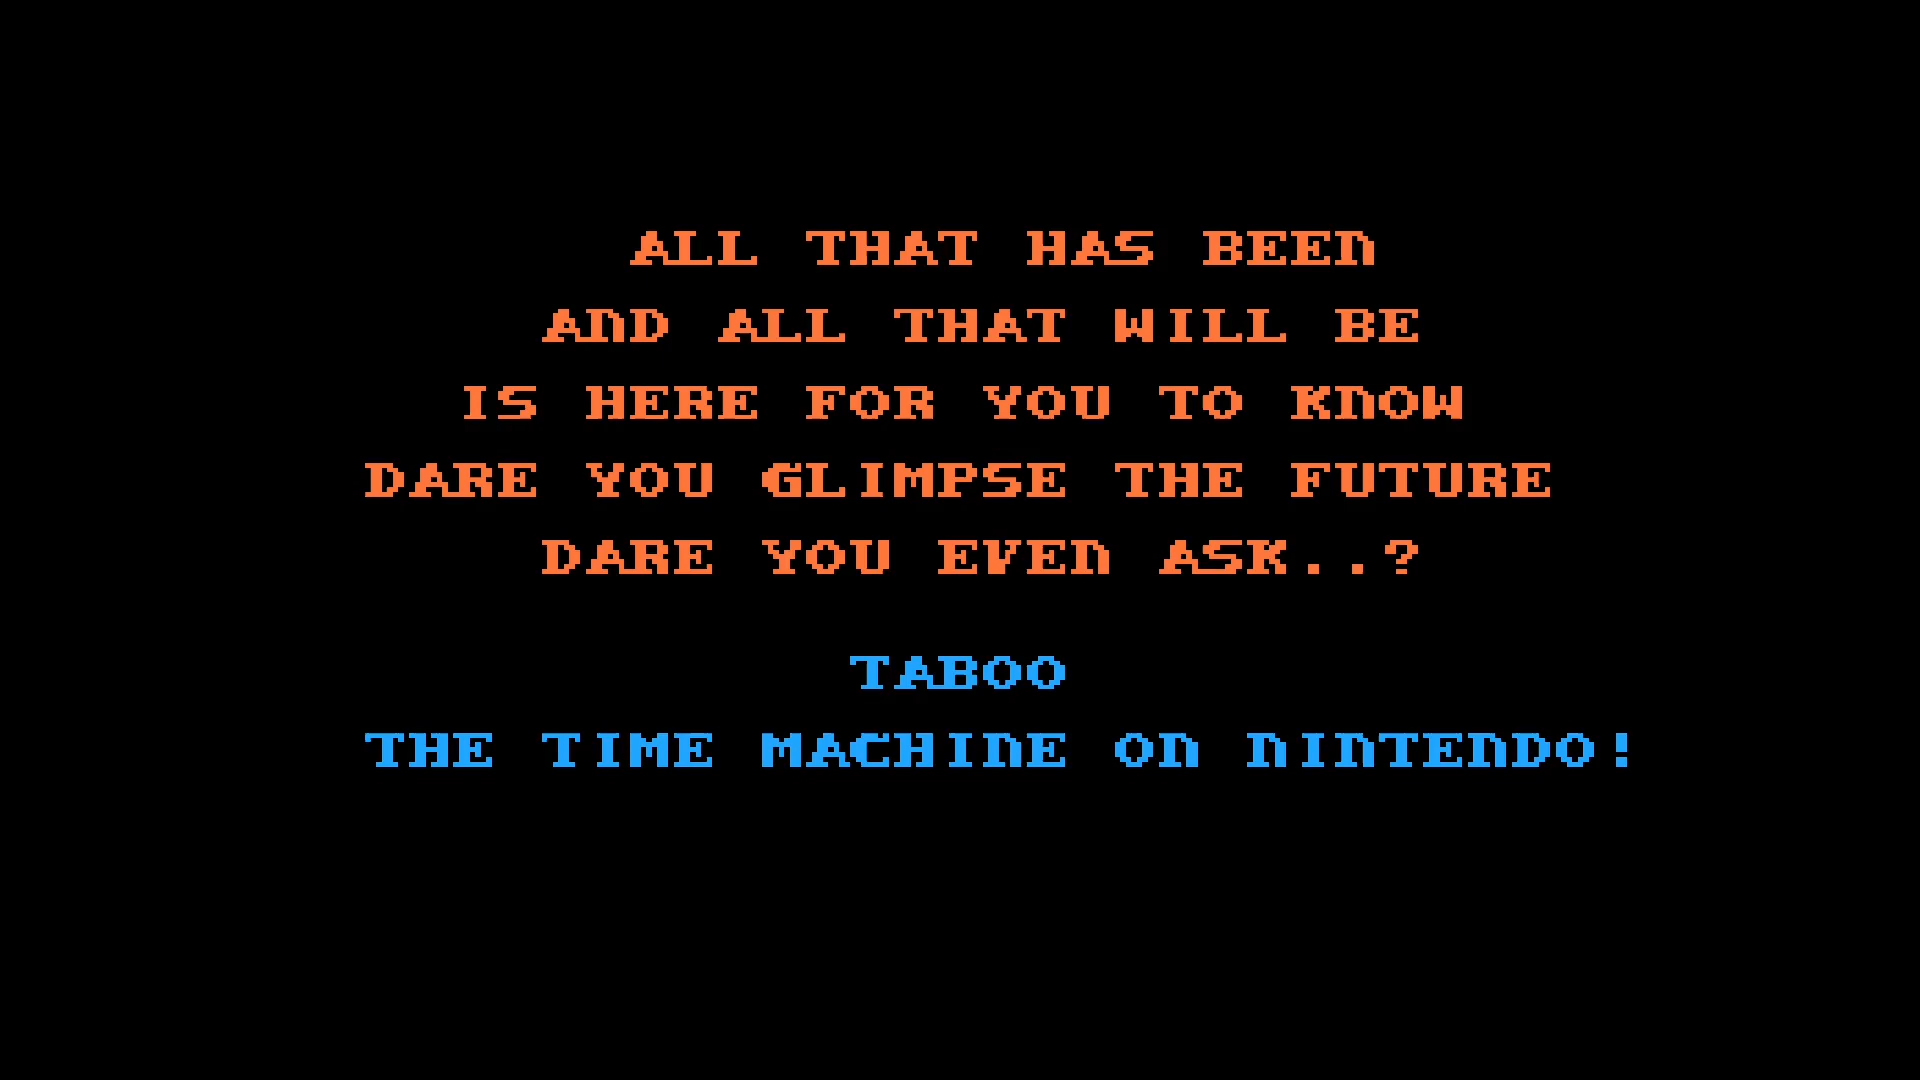 ALL THAT HAS BEEN
AND ALL THAT WILL BE
IS HERE FOR YOU TO KNOW
DARE YOU GLIMPSE THE FUTURE
DARE YOU EVEN ASK..?
TABOO
THE TIME MACHINE ON NINTENDO!